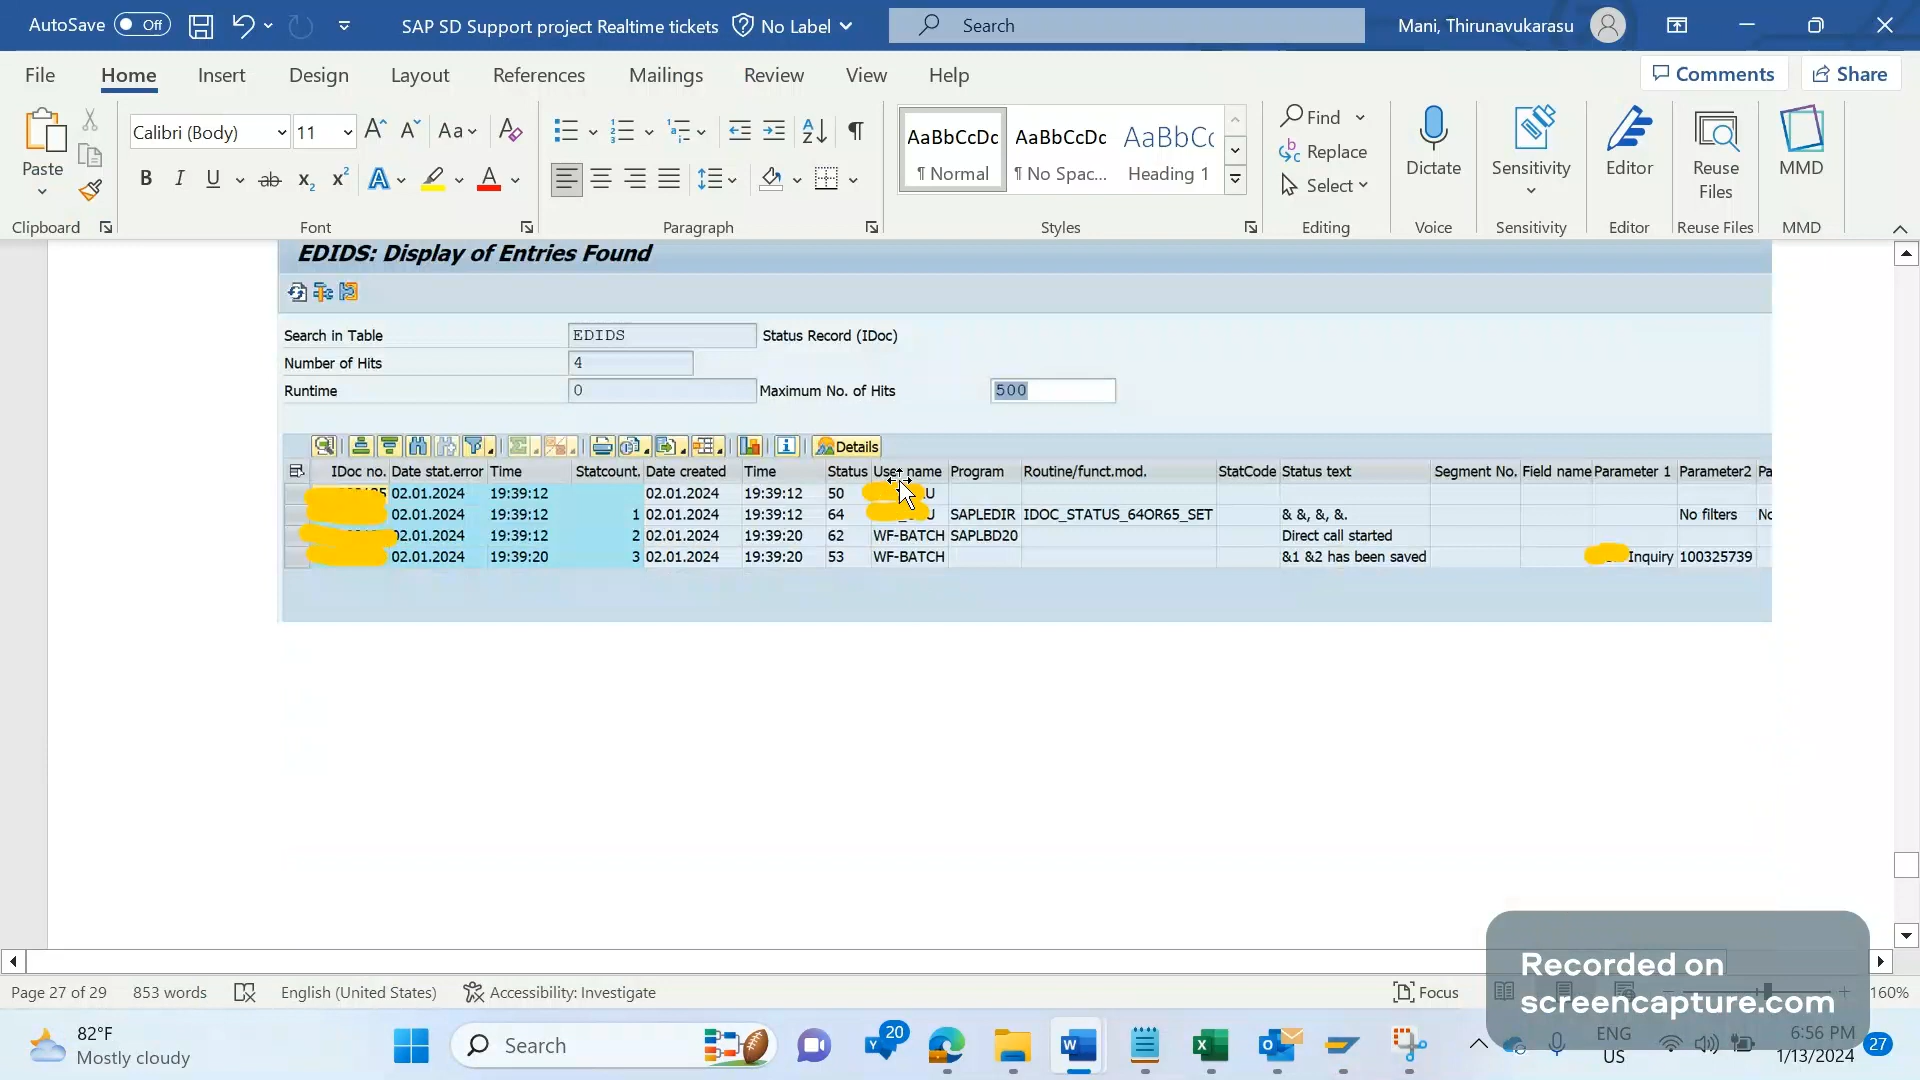 AutoSave Off SAP SD Support project Realtime tickets No Label Search Mani, Thirunavukarasu
File Home Insert Design Layout References Mailings Review View Help Comments Share
Paste
Calibri (Body) 11 Aa
AaBbCcDc AaBbCcDc AaBbCc
¶ Normal ¶ No Spac... Heading 1
Find
Replace
Select
Dictate
Sensitivity
Editor
Reuse
Files
MMD
Clipboard Font Paragraph Styles Editing Voice Sensitivity Editor Reuse Files MMD
EDIDS: Display of Entries Found
Search in Table EDIDS Status Record (IDoc)
Number of Hits 4
Runtime 0 Maximum No. of Hits 500
Details
IDoc no. Date stat.error Time Statcount. Date created Time Status User name Program Routine/funct.mod. StatCode Status text Segment No. Field name Parameter 1 Parameter2 Pa
02.01.2024 19:39:12 02.01.2024 19:39:12 50
02.01.2024 19:39:12 1 02.01.2024 19:39:12 64 SAPLEDIR IDOC_STATUS_64OR65_SET & &, &, &. No filters No
02.01.2024 19:39:12 2 02.01.2024 19:39:20 62 WF-BATCH SAPLBD20 Direct call started
02.01.2024 19:39:20 3 02.01.2024 19:39:20 53 WF-BATCH &1 &2 has been saved Inquiry 100325739
Page 27 of 29 853 words English (United States) Accessibility: Investigate Focus 160%
Recorded on
screencapture.com
82°F
Mostly cloudy
Search
20
ENG
US
6:56 PM
1/13/2024
27